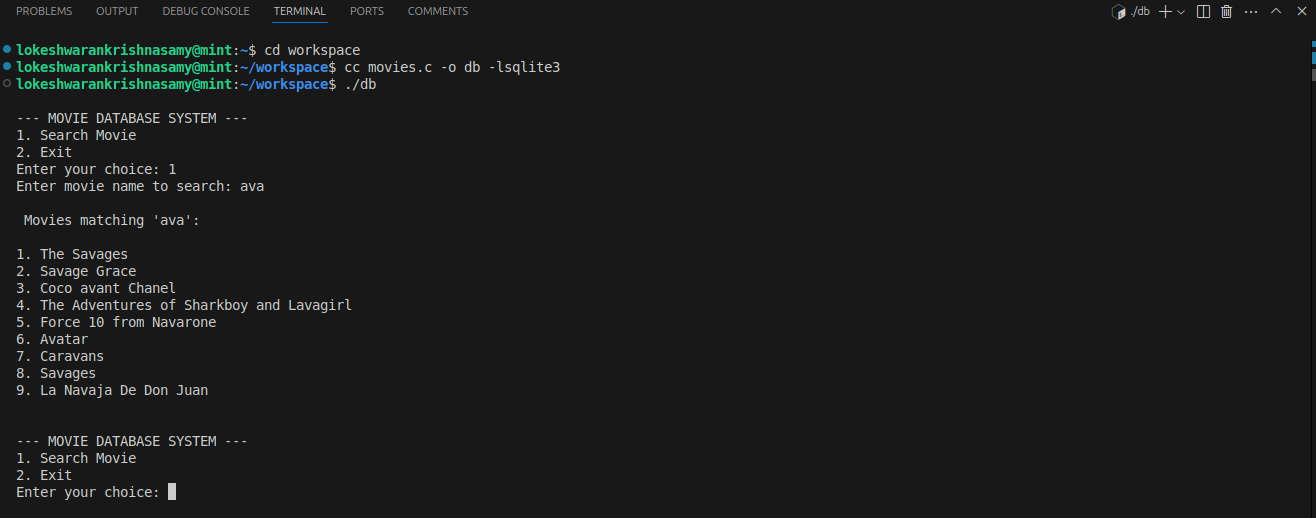 PROBLEMS OUTPUT DEBUG CONSOLE TERMINAL PORTS COMMENTS ./db
lokeshwarankrishnasamy@mint:~$ cd workspace
lokeshwarankrishnasamy@mint:~/workspace$ cc movies.c -o db -lsqlite3
lokeshwarankrishnasamy@mint:~/workspace$ ./db
--- MOVIE DATABASE SYSTEM ---
1. Search Movie
2. Exit
Enter your choice: 1
Enter movie name to search: ava
Movies matching 'ava':
1. The Savages
2. Savage Grace
3. Coco avant Chanel
4. The Adventures of Sharkboy and Lavagirl
5. Force 10 from Navarone
6. Avatar
7. Caravans
8. Savages
9. La Navaja De Don Juan
--- MOVIE DATABASE SYSTEM ---
1. Search Movie
2. Exit
Enter your choice: